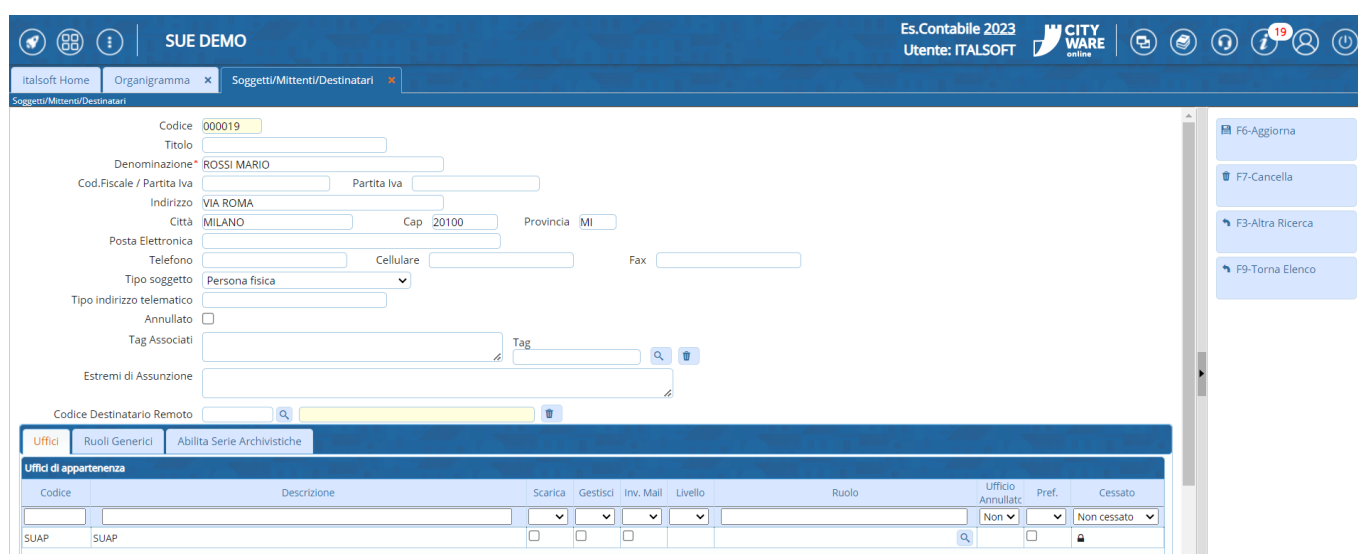 SUE DEMO
Es.Contabile 2023
Utente: ITALSOFT
CITY
WARE
online
19
italsoft Home Organigramma × Soggetti/Mittenti/Destinatari ×
Soggetti/Mittenti/Destinatari
Codice 000019
Titolo
Denominazione* ROSSI MARIO
Cod.Fiscale / Partita Iva Partita Iva
Indirizzo VIA ROMA
Città MILANO Cap 20100 Provincia MI
Posta Elettronica
Telefono Cellulare Fax
Tipo soggetto Persona fisica
Tipo indirizzo telematico
Annullato
Tag Associati Tag
Estremi di Assunzione
Codice Destinatario Remoto
F6-Aggiorna
F7-Cancella
F3-Altra Ricerca
F9-Torna Elenco
Uffici Ruoli Generici Abilita Serie Archivistiche
Uffici di appartenenza
Codice Descrizione Scarica Gestisci Inv. Mail Livello Ruolo Ufficio Annullatc Pref. Cessato
Non Non cessato
SUAP SUAP